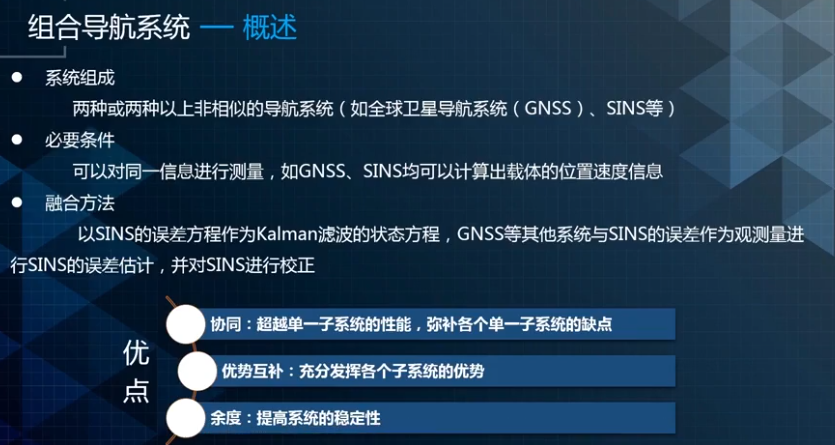 组合导航系统 — 概述
● 系统组成
两种或两种以上非相似的导航系统（如全球卫星导航系统（GNSS）、SINS等）
● 必要条件
可以对同一信息进行测量，如GNSS、SINS均可以计算出载体的位置速度信息
● 融合方法
以SINS的误差方程作为Kalman滤波的状态方程，GNSS等其他系统与SINS的误差作为观测量进
行SINS的误差估计，并对SINS进行校正
优
点
协同：超越单一子系统的性能，弥补各个单一子系统的缺点
优势互补：充分发挥各个子系统的优势
余度：提高系统的稳定性